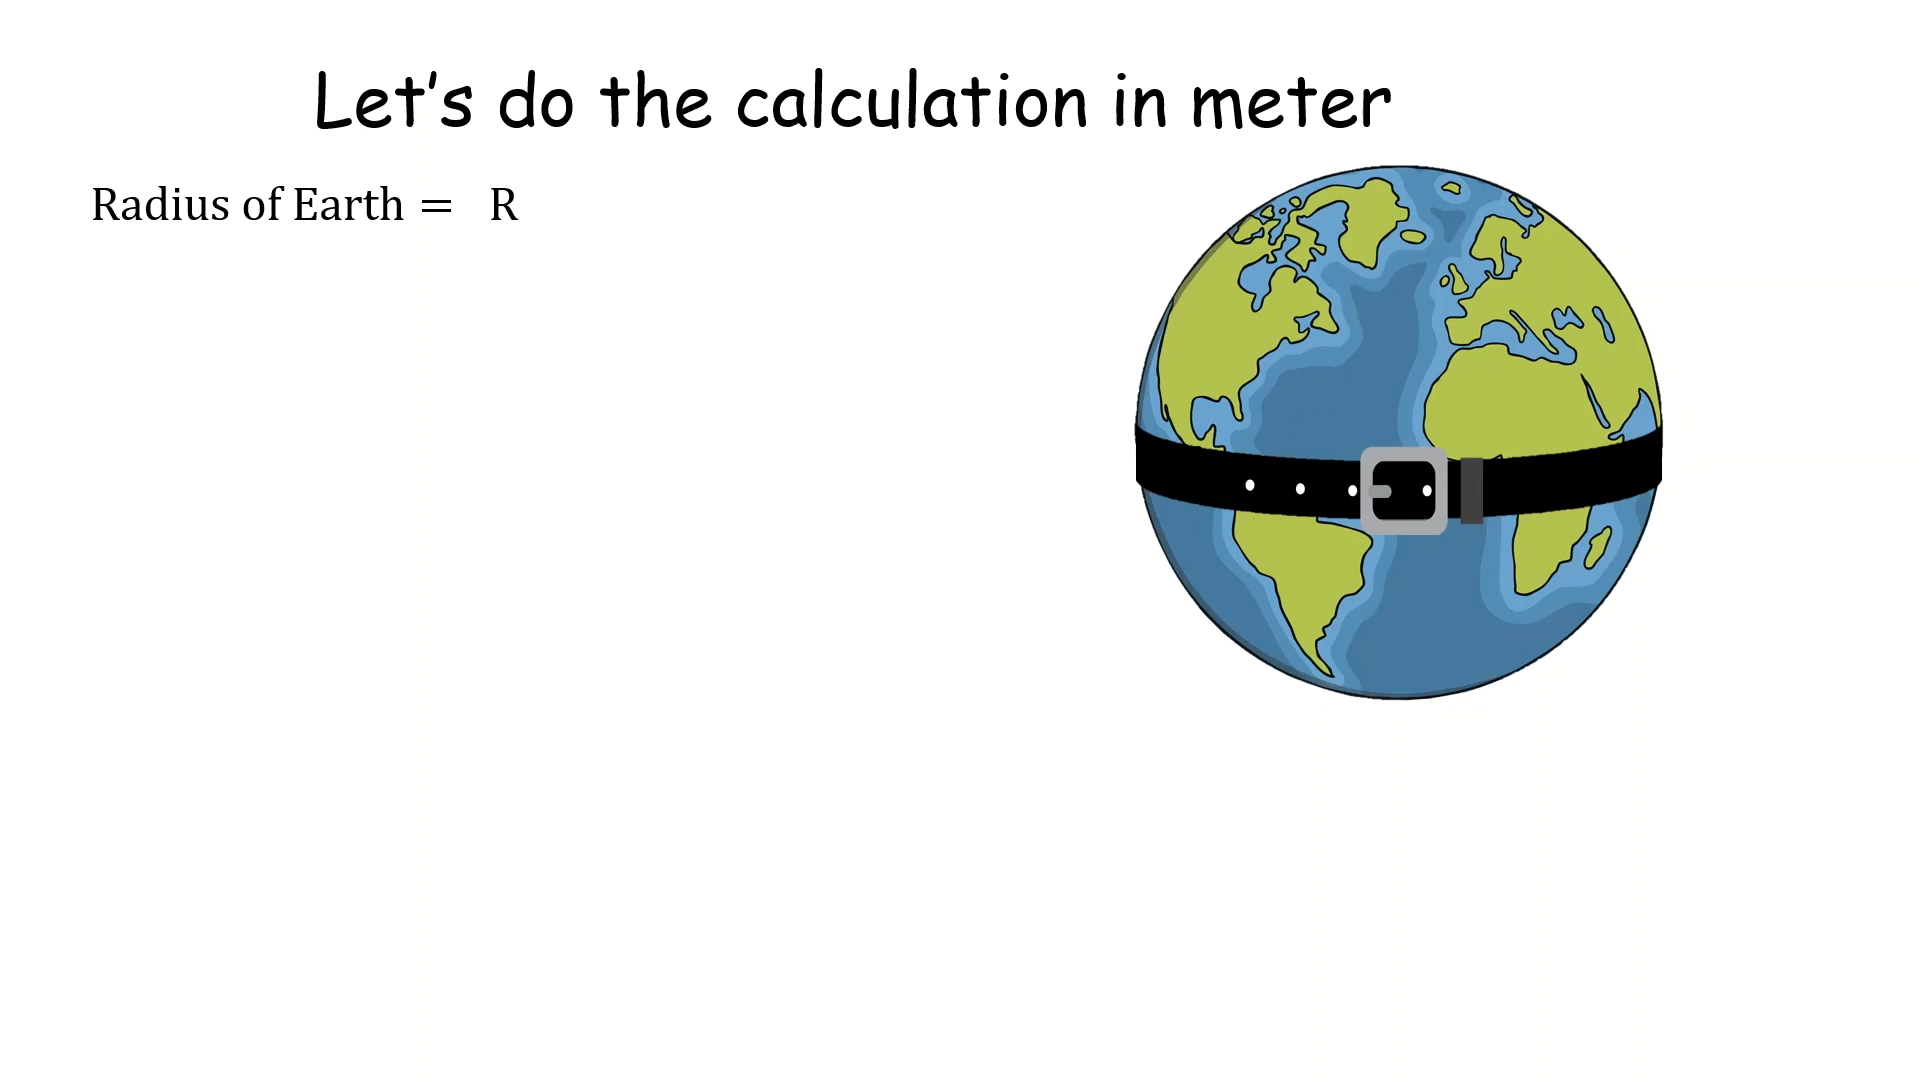 Let’s do the calculation in meter
Radius of Earth = R